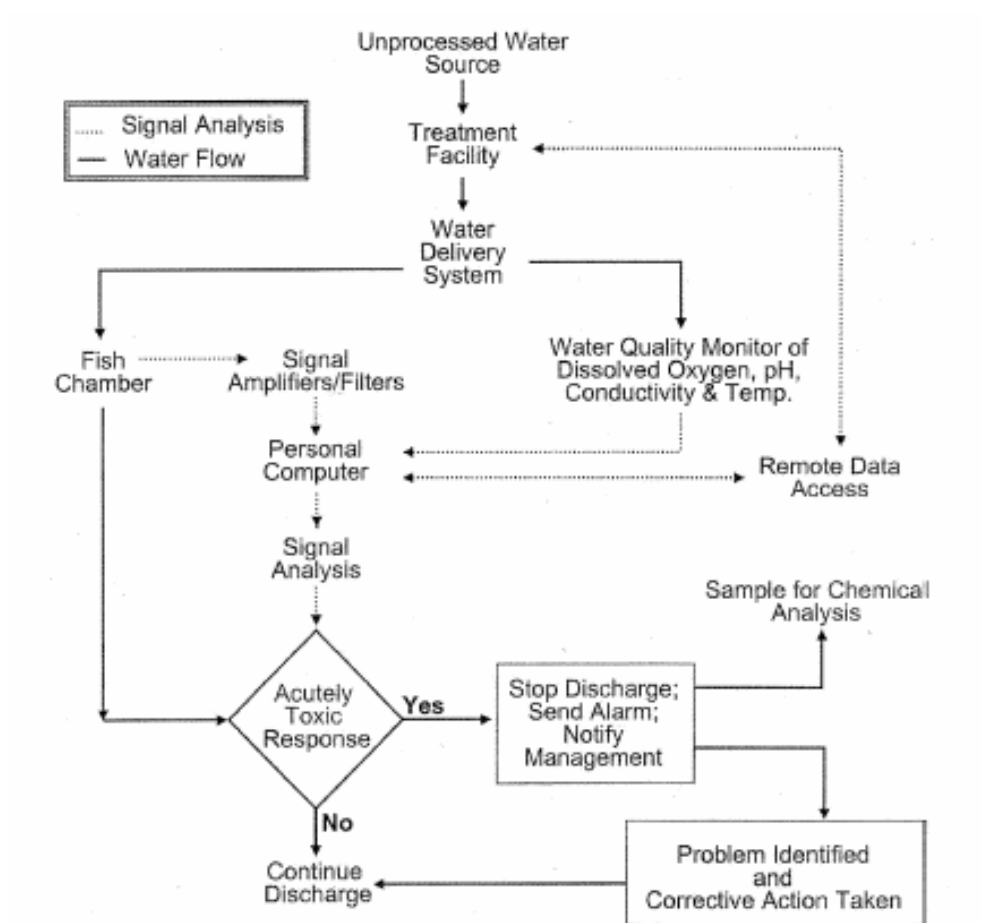 Unprocessed Water
Source
Signal Analysis
Water Flow
Treatment
Facility
Water
Delivery
System
Fish
Chamber
Signal
Amplifiers/Filters
Water Quality Monitor of
Dissolved Oxygen, pH,
Conductivity & Temp.
Personal
Computer
Remote Data
Access
Signal
Analysis
Sample for Chemical
Analysis
Acutely
Toxic
Response
Yes
Stop Discharge;
Send Alarm;
Notify
Management
No
Continue
Discharge
Problem Identified
and
Corrective Action Taken